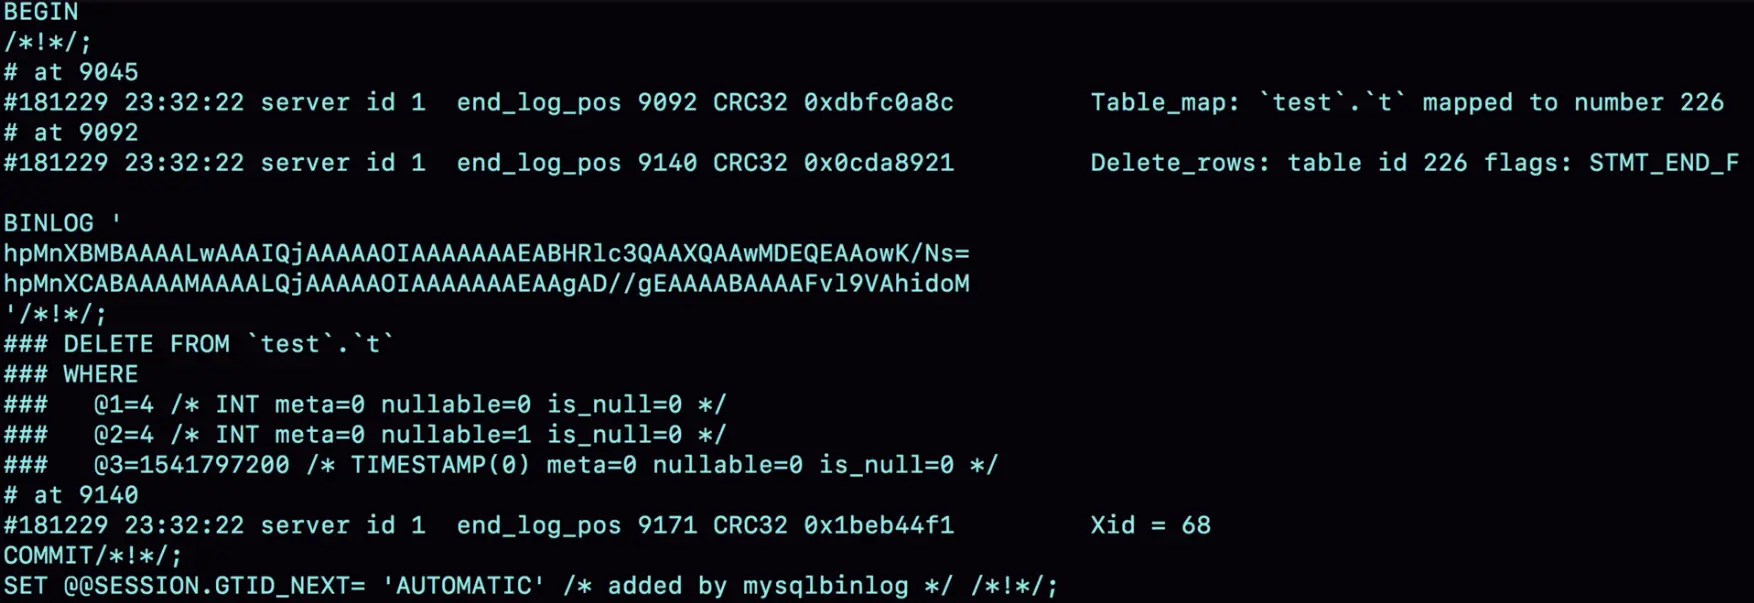 BEGIN
/*!*/;
# at 9045
#181229 23:32:22 server id 1  end_log_pos 9092 CRC32 0xdbfc0a8c         Table_map: `test`.`t` mapped to number 226
# at 9092
#181229 23:32:22 server id 1  end_log_pos 9140 CRC32 0x0cda8921         Delete_rows: table id 226 flags: STMT_END_F
BINLOG '
hpMnXBMBAAAALwAAAIQjAAAAAOIAAAAAAAEABHRlc3QAAXQAAwMDEQEAAowK/Ns=
hpMnXCABAAAAMAAAALQjAAAAAOIAAAAAAAEAAgAD//gEAAAABAAAAFvl9VAhidoM
'/*!*/;
### DELETE FROM `test`.`t`
### WHERE
###   @1=4 /* INT meta=0 nullable=0 is_null=0 */
###   @2=4 /* INT meta=0 nullable=1 is_null=0 */
###   @3=1541797200 /* TIMESTAMP(0) meta=0 nullable=0 is_null=0 */
# at 9140
#181229 23:32:22 server id 1  end_log_pos 9171 CRC32 0x1beb44f1         Xid = 68
COMMIT/*!*/;
SET @@SESSION.GTID_NEXT= 'AUTOMATIC' /* added by mysqlbinlog */ /*!*/;